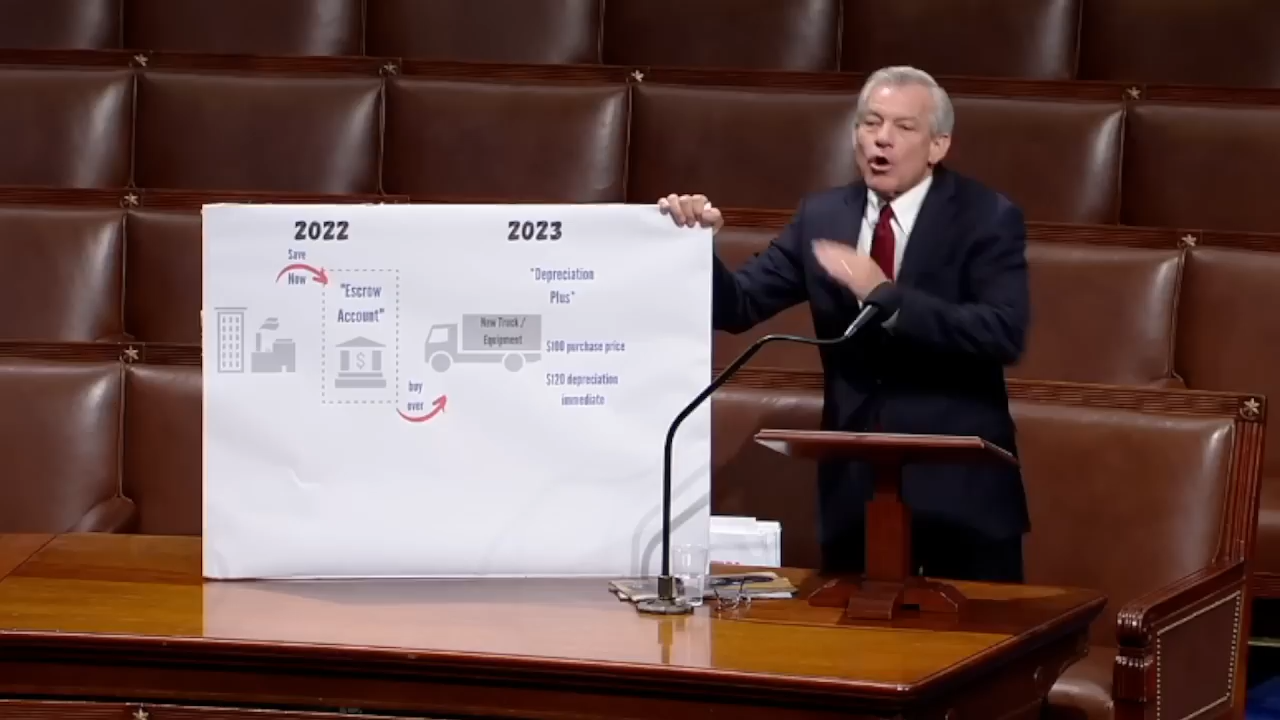 2022
Save
Now
"Escrow
Account"
$
buy
over
2023
"Depreciation
Plus"
New Truck /
Equipment
$100 purchase price
$120 depreciation
immediate